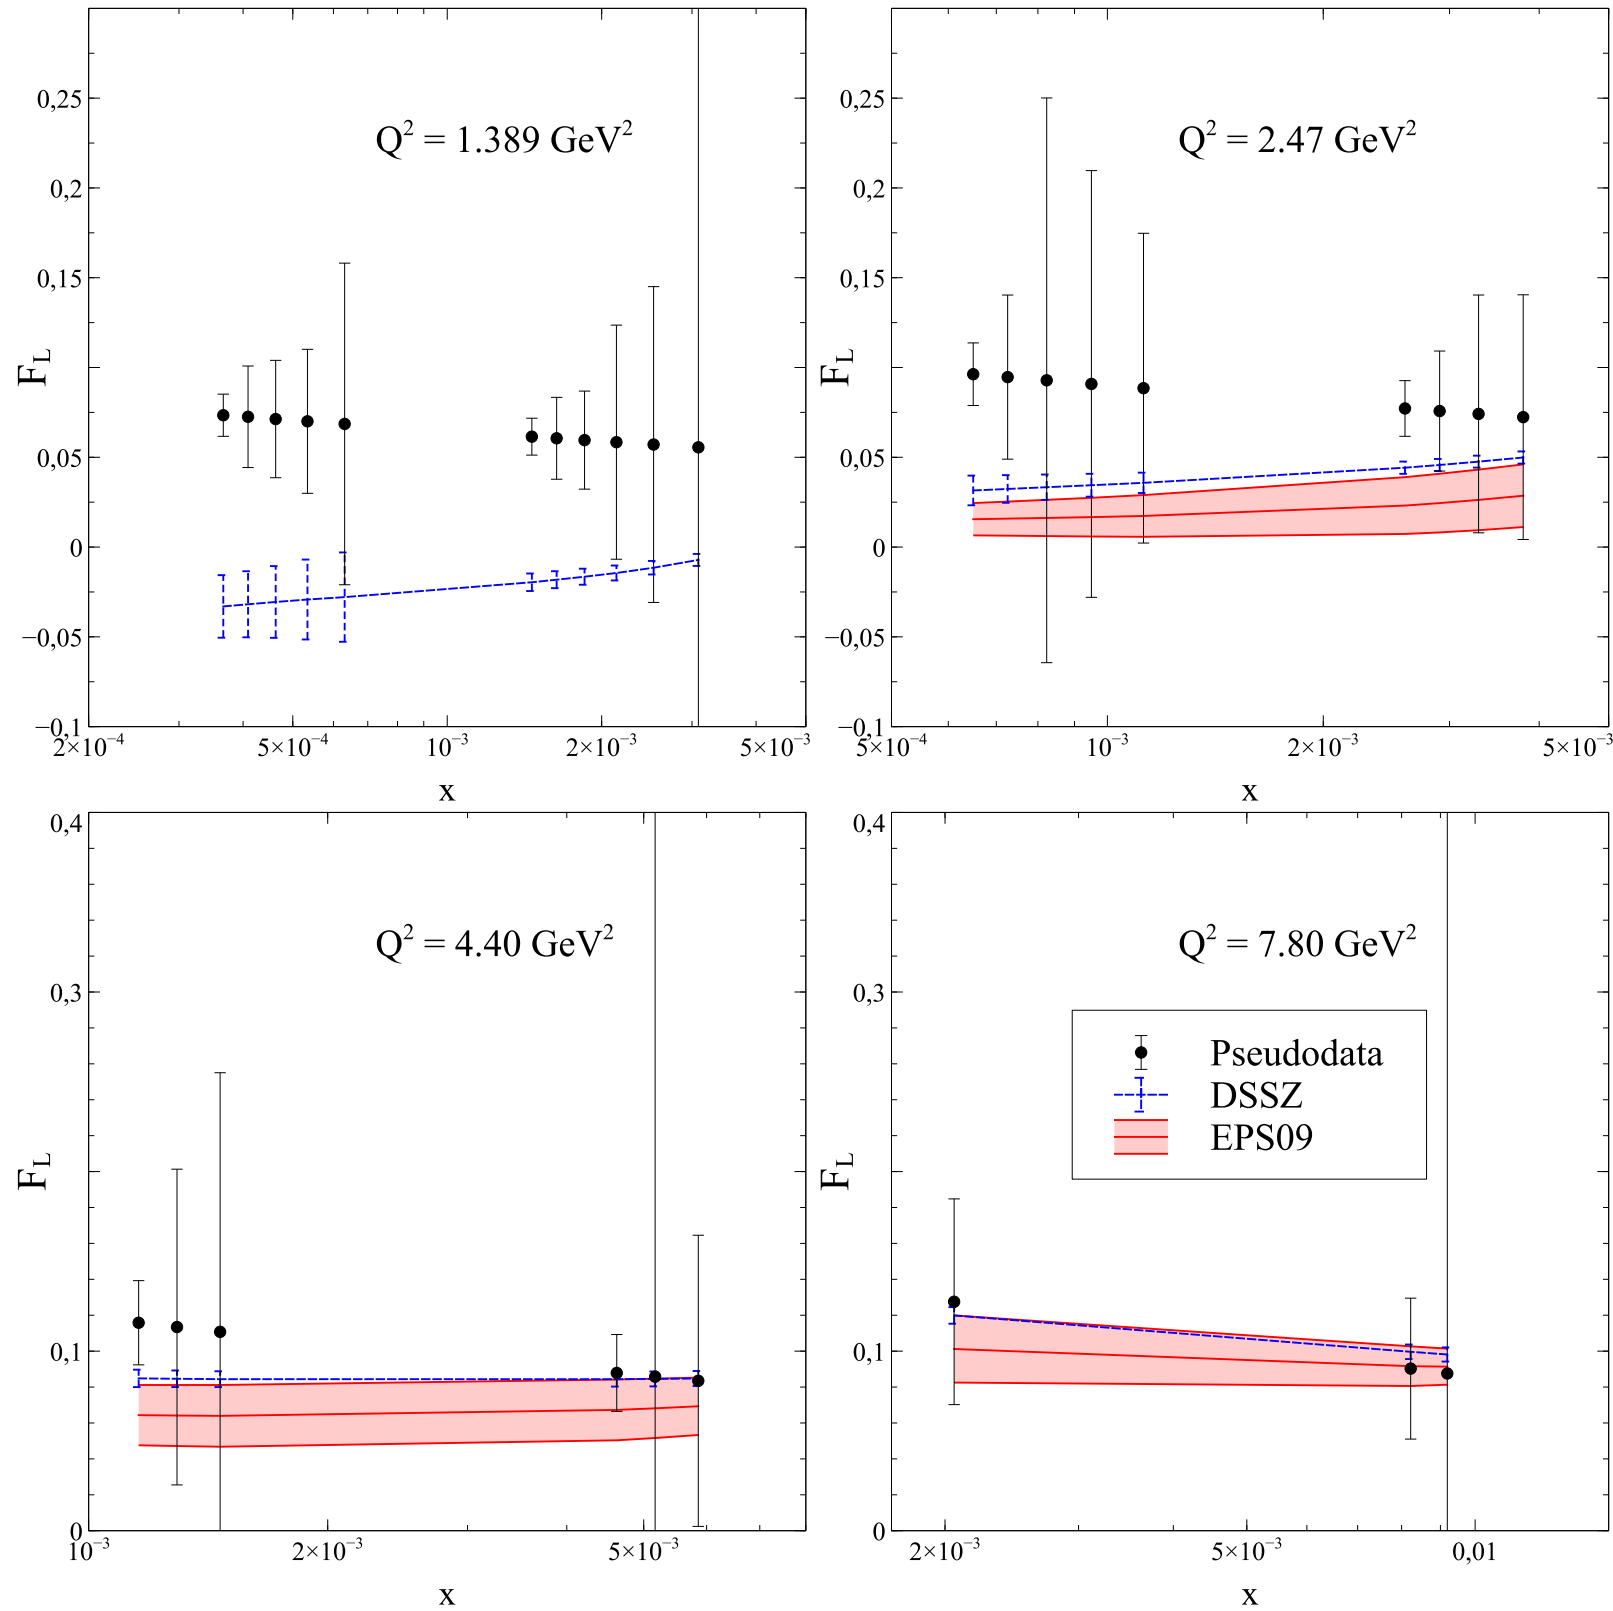 0,25
0,2
0,15
0,05
0
−0,05
−0,1
F_L
Q² = 1.389 GeV²
2×10⁻⁴
5×10⁻⁴
10⁻³
2×10⁻³
5×10⁻³
x
0,25
0,2
0,15
0,05
0
−0,05
−0,1
F_L
Q² = 2.47 GeV²
5×10⁻⁴
10⁻³
2×10⁻³
5×10⁻³
x
0,4
0,3
0,1
0
F_L
Q² = 4.40 GeV²
10⁻³
2×10⁻³
5×10⁻³
x
0,4
0,3
0,1
0
F_L
Q² = 7.80 GeV²
Pseudodata
DSSZ
EPS09
2×10⁻³
5×10⁻³
0,01
x